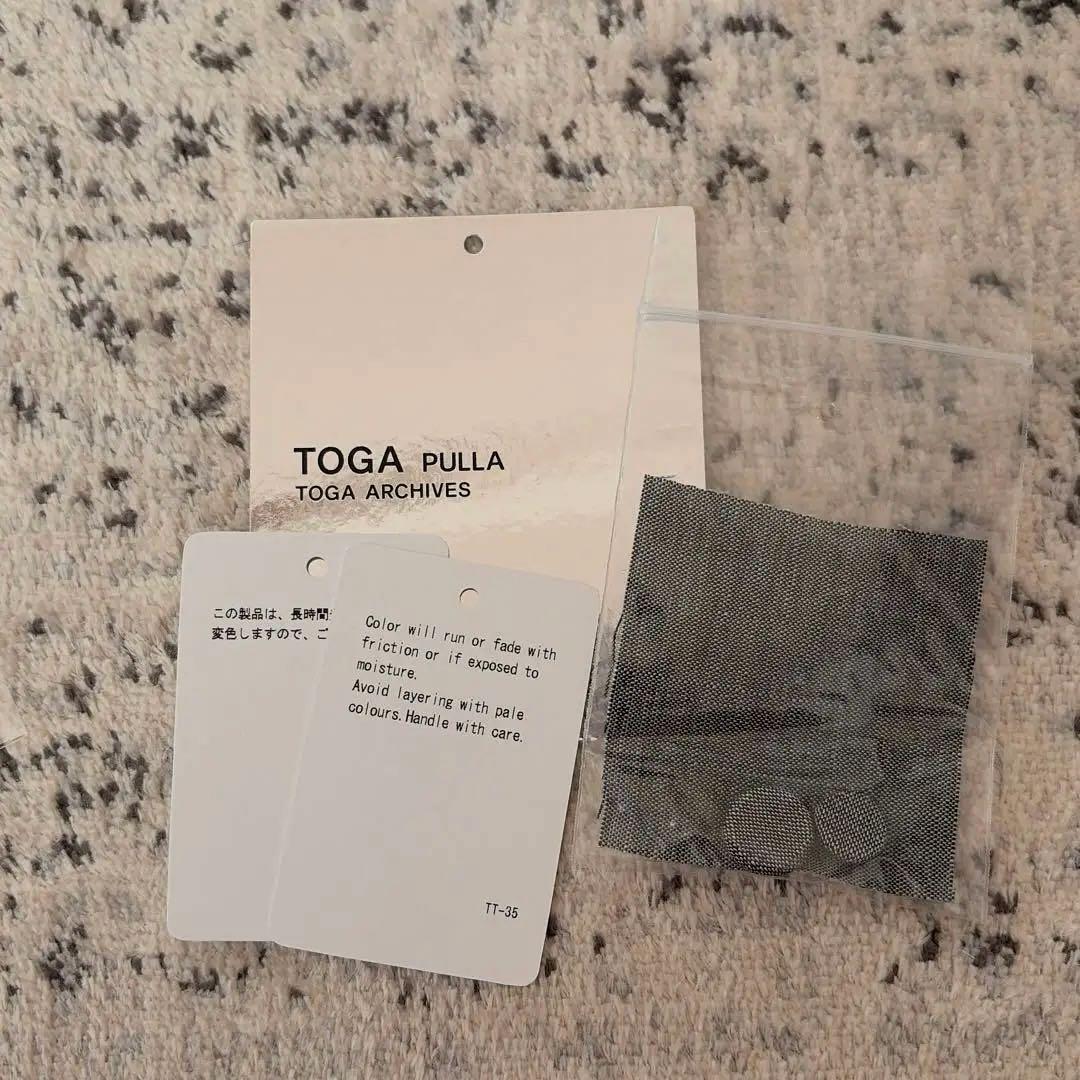 TOGA PULLA
TOGA ARCHIVES
この製品は、長時間
変色しますので、ご
Color will run or fade with
friction or if exposed to
moisture.
Avoid layering with pale
colours.Handle with care.
TT-35